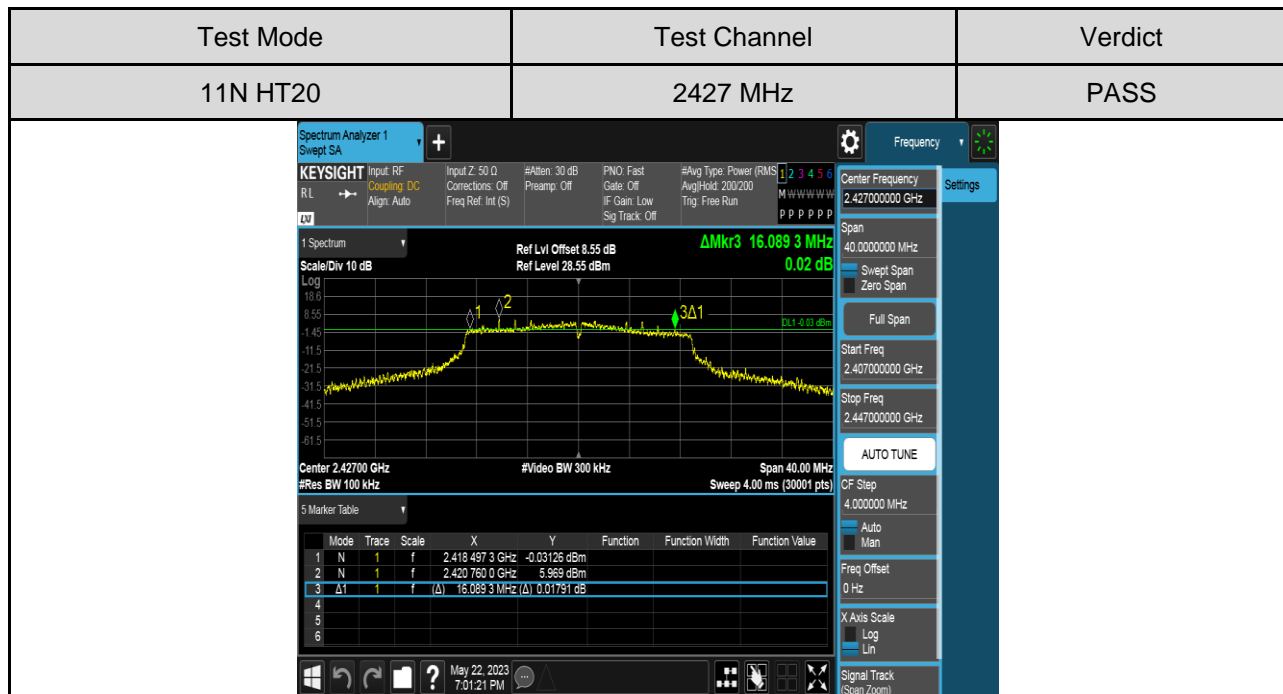 Test Mode Test Channel Verdict
11N HT20 2427 MHz PASS
Spectrum Analyzer 1
Swept SA
+
Frequency
KEYSIGHT Input: RF Input Z: 50 Ω #Atten: 30 dB PNO: Fast #Avg Type: Power (RMS 1 2 3 4 5 6
RL Coupling: DC Corrections: Off Preamp: Off Gate: Off Avg|Hold: 200/200 M W W W W W
Align: Auto Freq Ref: Int (S) IF Gain: Low Trig: Free Run
LXI Sig Track: Off P P P P P P
Center Frequency
2.427000000 GHz
Settings
1 Spectrum
Ref Lvl Offset 8.55 dB
ΔMkr3 16.089 3 MHz
Scale/Div 10 dB
Ref Level 28.55 dBm
0.02 dB
Log
18.6
8.55
-1.45
-11.5
-21.5
-31.5
-41.5
-51.5
-61.5
1
2
3Δ1
DL1 -0.03 dBm
Center 2.42700 GHz #Video BW 300 kHz Span 40.00 MHz
#Res BW 100 kHz Sweep 4.00 ms (30001 pts)
Span
40.0000000 MHz
Swept Span
Zero Span
Full Span
Start Freq
2.407000000 GHz
Stop Freq
2.447000000 GHz
AUTO TUNE
CF Step
4.000000 MHz
Auto
Man
Freq Offset
0 Hz
X Axis Scale
Log
Lin
Signal Track
(Span Zoom)
5 Marker Table
Mode Trace Scale X Y Function Function Width Function Value
1 N 1 f 2.418 497 3 GHz -0.03126 dBm
2 N 1 f 2.420 760 0 GHz 5.969 dBm
3 Δ1 1 f (Δ) 16.089 3 MHz (Δ) 0.01791 dB
4
5
6
?
May 22, 2023
7:01:21 PM